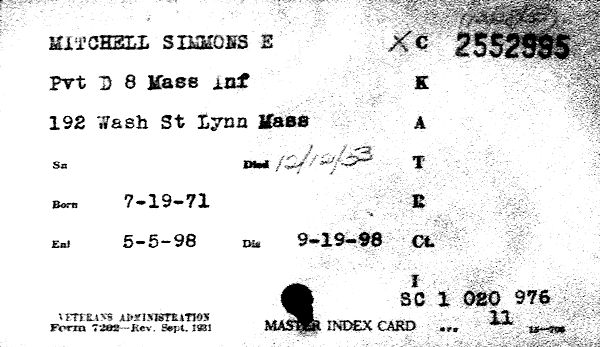 MITCHELL SIMMONS E X C 2552995
Pvt D 8 Mass Inf K
192 Wash St Lynn Mass A
Sn Died 12/12/53 T
Born 7-19-71 R
Enl 5-5-98 Dis 9-19-98 Ct.
I
SC 1 020 976
VETERANS ADMINISTRATION 11
Form 7202—Rev. Sept. 1931 MASTER INDEX CARD